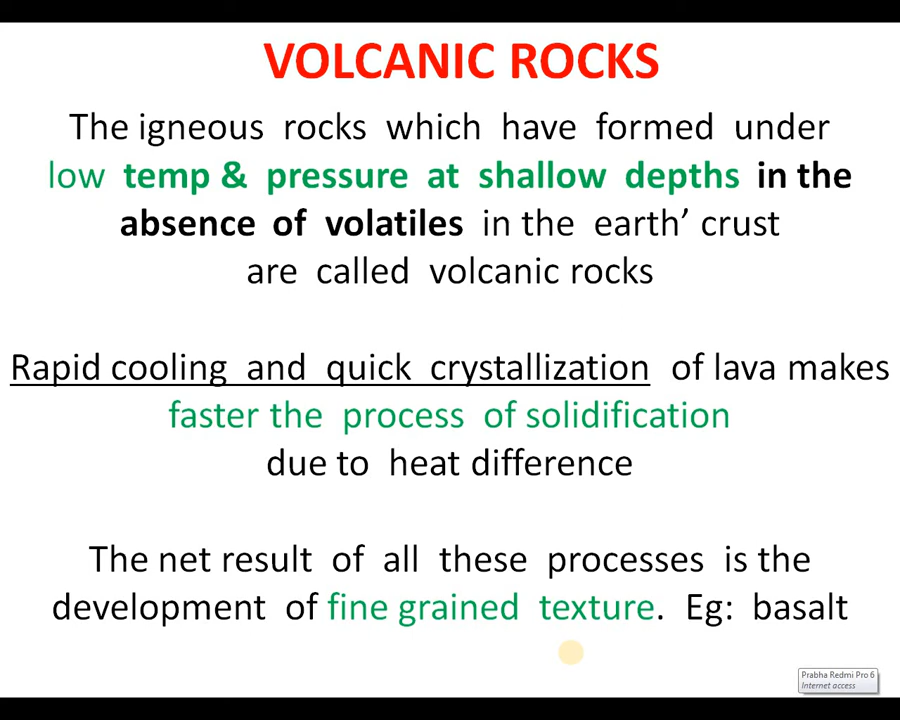 VOLCANIC ROCKS
The igneous rocks which have formed under
low temp & pressure at shallow depths in the
absence of volatiles in the earth’ crust
are called volcanic rocks
Rapid cooling and quick crystallization of lava makes
faster the process of solidification
due to heat difference
The net result of all these processes is the
development of fine grained texture. Eg: basalt
Prabha Redmi Pro 6
Internet access